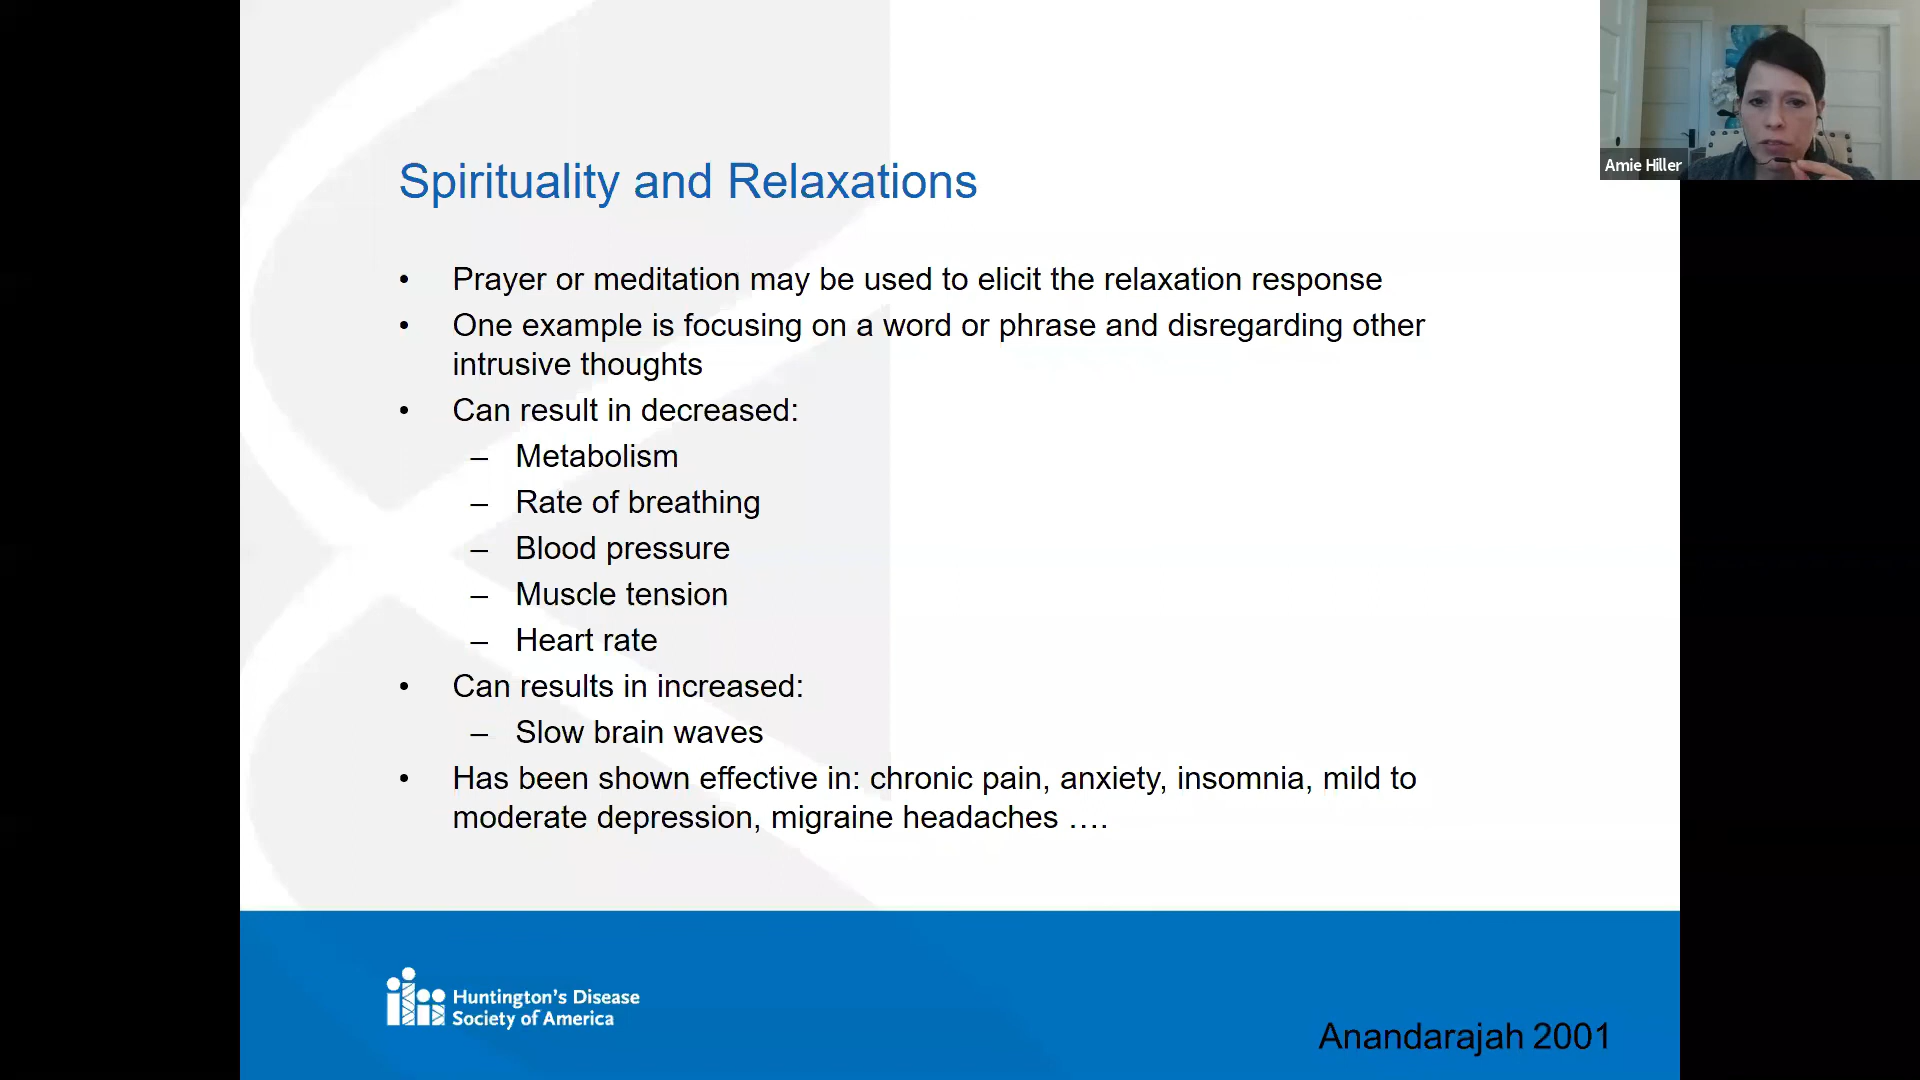 Spirituality and Relaxations
• Prayer or meditation may be used to elicit the relaxation response
• One example is focusing on a word or phrase and disregarding other
intrusive thoughts
• Can result in decreased:
– Metabolism
– Rate of breathing
– Blood pressure
– Muscle tension
– Heart rate
• Can results in increased:
– Slow brain waves
• Has been shown effective in: chronic pain, anxiety, insomnia, mild to
moderate depression, migraine headaches ….
Huntington's Disease
Society of America
Anandarajah 2001
Amie Hiller